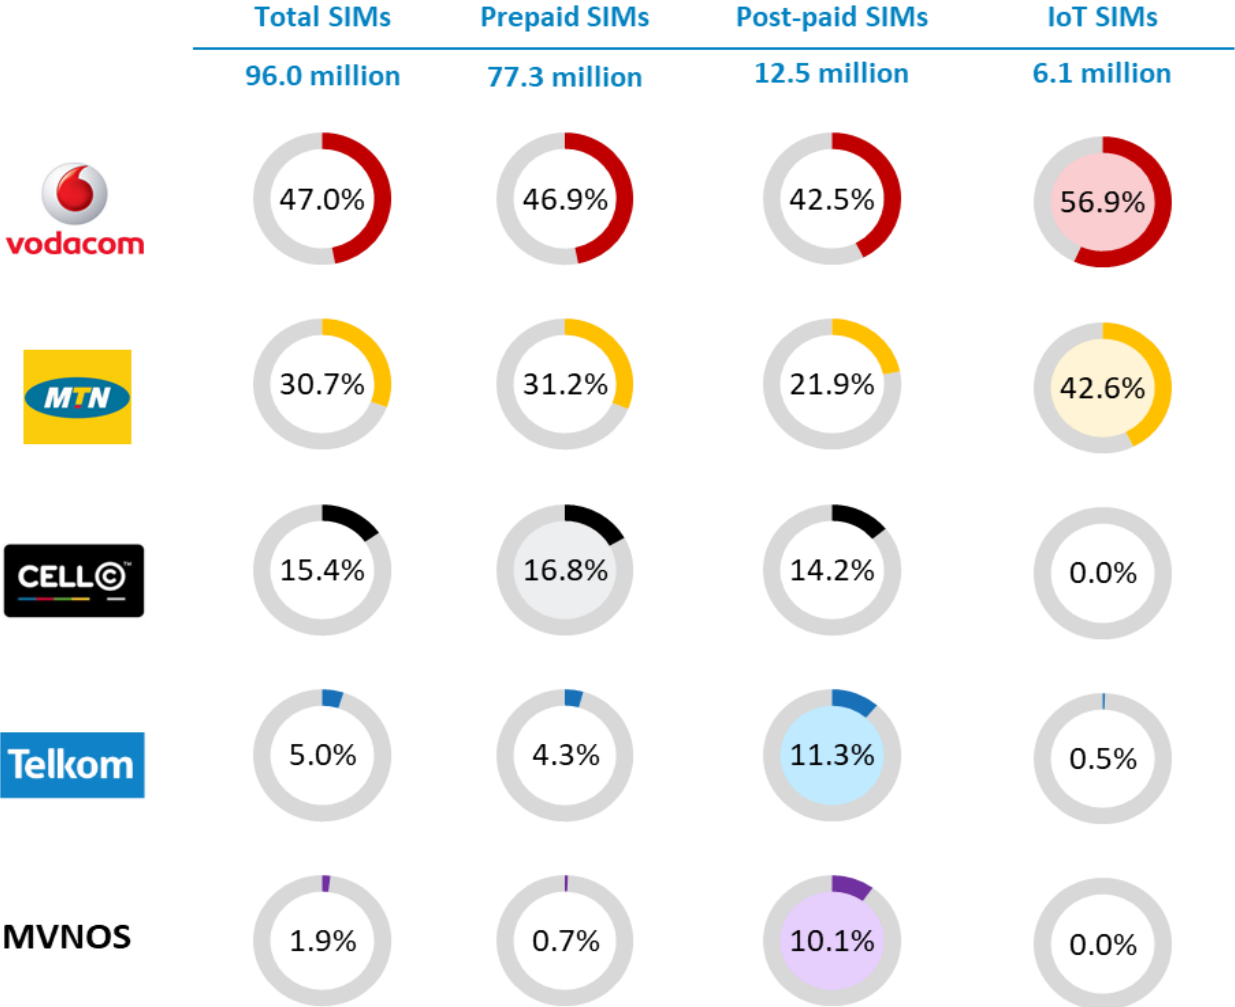 Total SIMs Prepaid SIMs Post-paid SIMs IoT SIMs
96.0 million 77.3 million 12.5 million 6.1 million
47.0% 46.9% 42.5% 56.9%
vodacom
MTN 30.7% 31.2% 21.9% 42.6%
CELL© ™ 15.4% 16.8% 14.2% 0.0%
Telkom 5.0% 4.3% 11.3% 0.5%
MVNOS 1.9% 0.7% 10.1% 0.0%